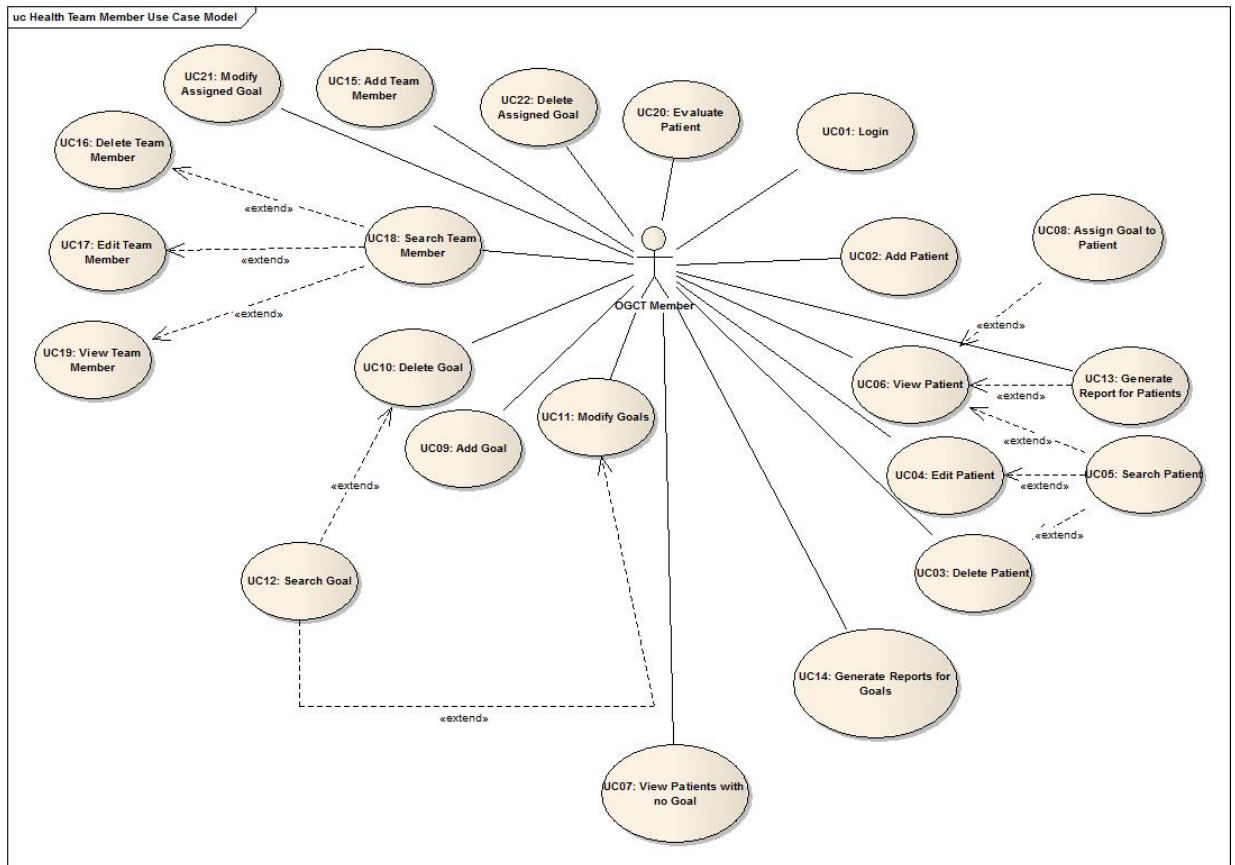 uc Health Team Member Use Case Model
UC21: Modify
Assigned Goal
UC15: Add Team
Member
UC22: Delete
Assigned Goal
UC20: Evaluate
Patient
UC01: Login
UC16: Delete Team
Member
«extend»
UC17: Edit Team
Member
«extend»
UC18: Search Team
Member
«extend»
UC19: View Team
Member
OGCT Member
UC02: Add Patient
UC08: Assign Goal to
Patient
«extend»
UC10: Delete Goal
UC09: Add Goal
UC11: Modify Goals
UC06: View Patient
«extend»
UC13: Generate
Report for Patients
«extend»
UC04: Edit Patient
«extend»
UC05: Search Patient
«extend»
UC03: Delete Patient
«extend»
UC12: Search Goal
«extend»
UC14: Generate Reports for
Goals
UC07: View Patients with
no Goal